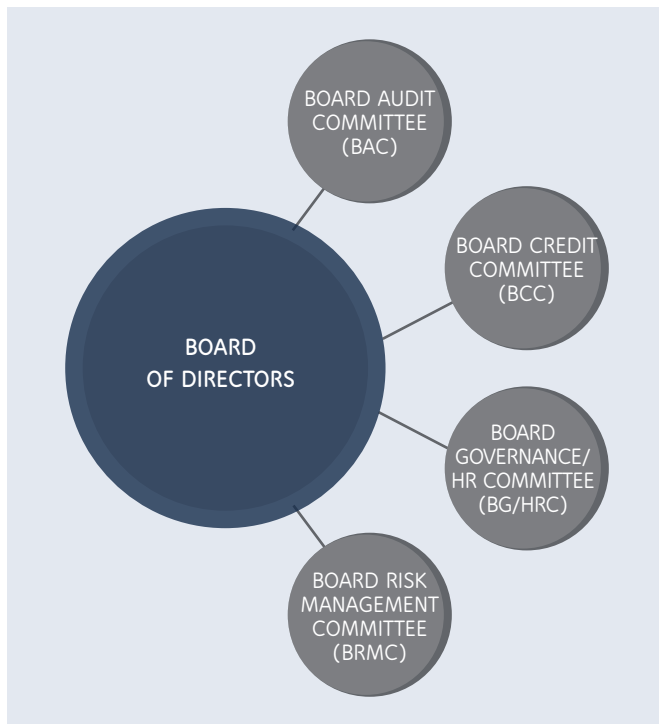 BOARD AUDIT
COMMITTEE
(BAC)
BOARD CREDIT
COMMITTEE
(BCC)
BOARD
OF DIRECTORS
BOARD
GOVERNANCE/
HR COMMITTEE
(BG/HRC)
BOARD RISK
MANAGEMENT
COMMITTEE
(BRMC)